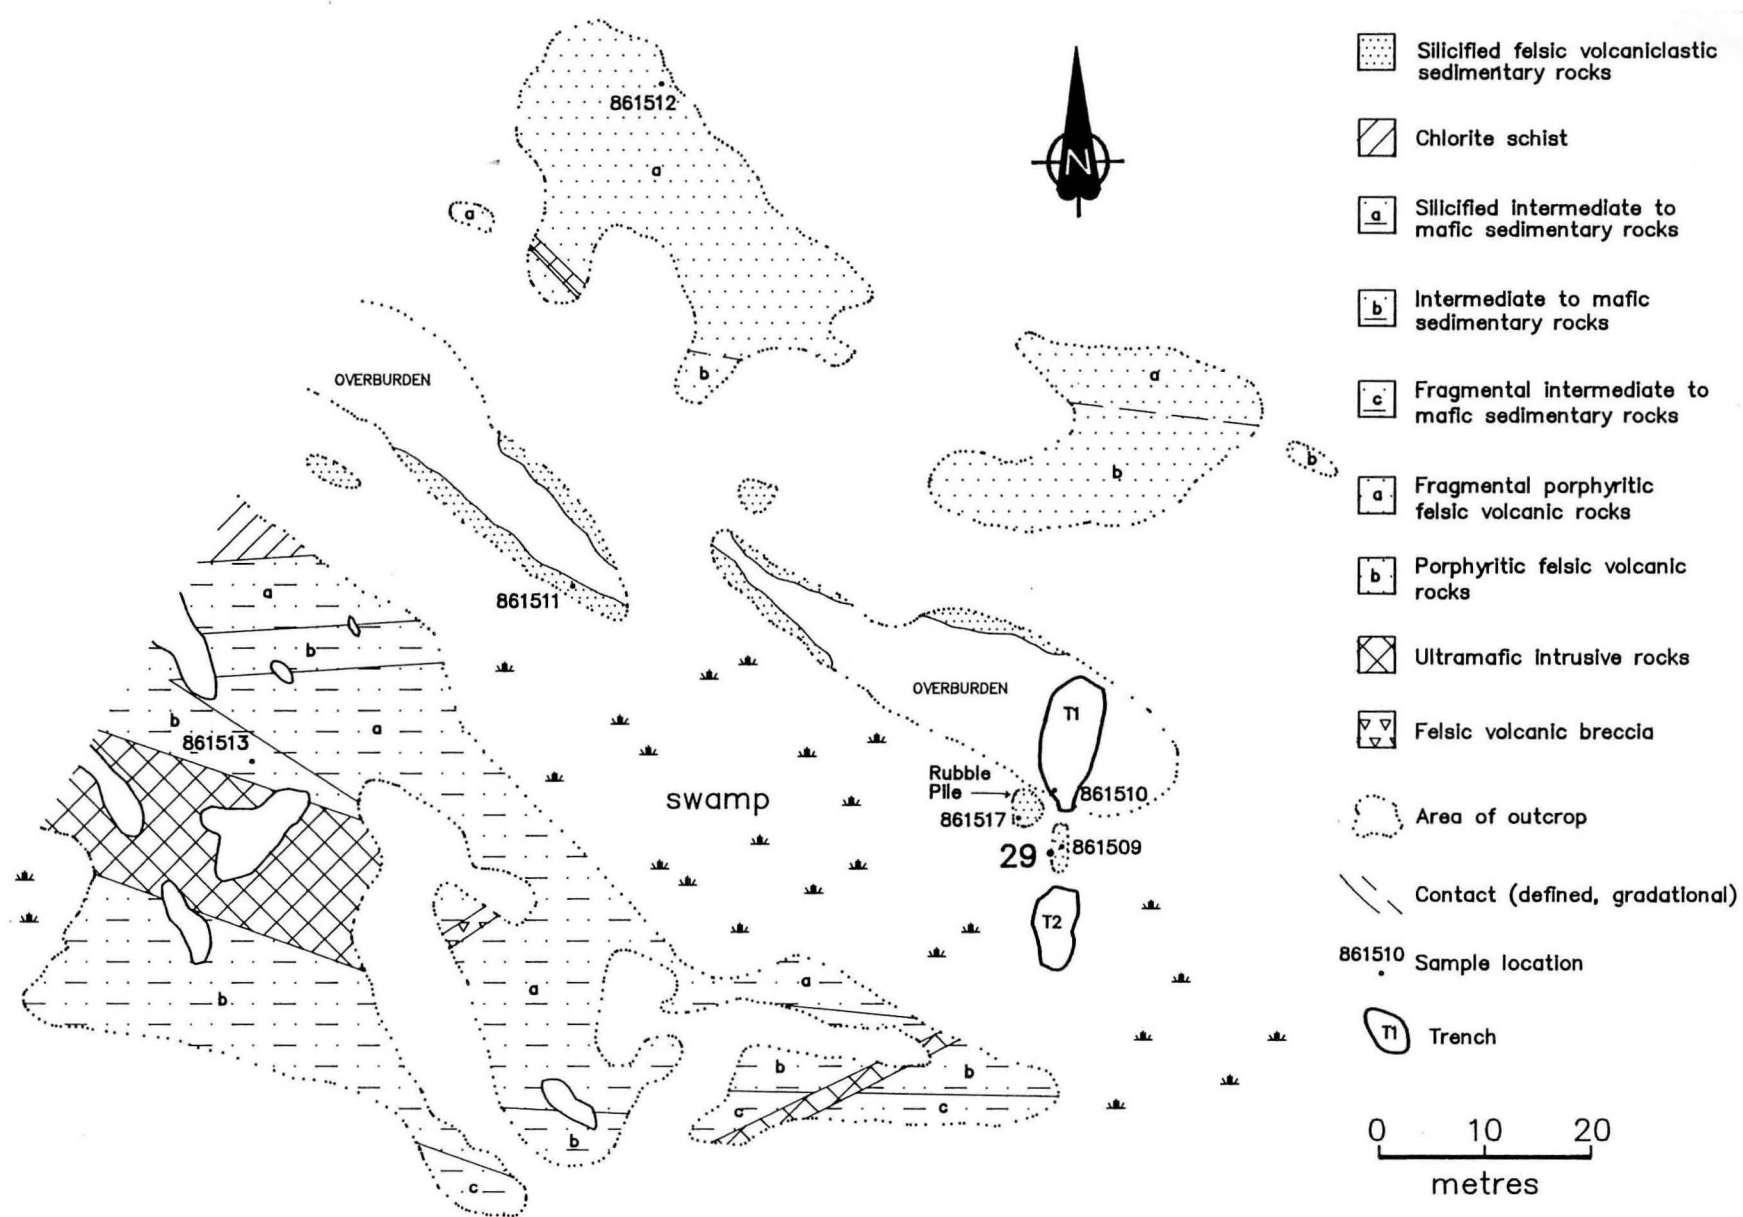 861512
a
N
a
OVERBURDEN
b
a
b
b
861511
a
b
b
861513
a
OVERBURDEN
T1
swamp
Rubble
Pile
861510
861517
29
861509
T2
b
a
a
b
b
c
c
b
c
Silicified felsic volcaniclastic
sedimentary rocks
Chlorite schist
a
Silicified intermediate to
mafic sedimentary rocks
b
Intermediate to mafic
sedimentary rocks
c
Fragmental intermediate to
mafic sedimentary rocks
a
Fragmental porphyritic
felsic volcanic rocks
b
Porphyritic felsic volcanic
rocks
Ultramafic intrusive rocks
Felsic volcanic breccia
Area of outcrop
Contact (defined, gradational)
861510
Sample location
T1
Trench
0 10 20
metres